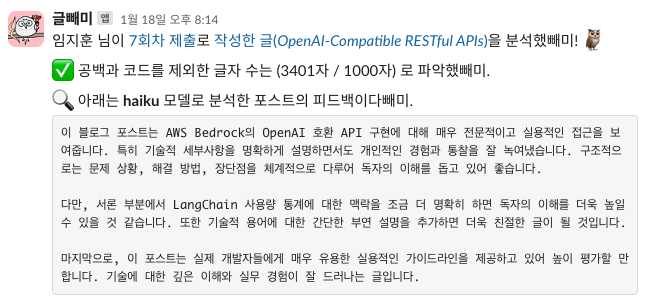 글빼미 앱 1월 18일 오후 8:14
임지훈 님이 7회차 제출로 작성한 글(OpenAI-Compatible RESTful APIs)을 분석했빼미!
공백과 코드를 제외한 글자 수는 (3401자 / 1000자) 로 파악했빼미.
아래는 haiku 모델로 분석한 포스트의 피드백이다빼미.
이 블로그 포스트는 AWS Bedrock의 OpenAI 호환 API 구현에 대해 매우 전문적이고 실용적인 접근을 보
여줍니다. 특히 기술적 세부사항을 명확하게 설명하면서도 개인적인 경험과 통찰을 잘 녹여냈습니다. 구조적으
로는 문제 상황, 해결 방법, 장단점을 체계적으로 다루어 독자의 이해를 돕고 있어 좋습니다.
다만, 서론 부분에서 LangChain 사용량 통계에 대한 맥락을 조금 더 명확히 하면 독자의 이해를 더욱 높일
수 있을 것 같습니다. 또한 기술적 용어에 대한 간단한 부연 설명을 추가하면 더욱 친절한 글이 될 것입니다.
마지막으로, 이 포스트는 실제 개발자들에게 매우 유용한 실용적인 가이드라인을 제공하고 있어 높이 평가할 만
합니다. 기술에 대한 깊은 이해와 실무 경험이 잘 드러나는 글입니다.